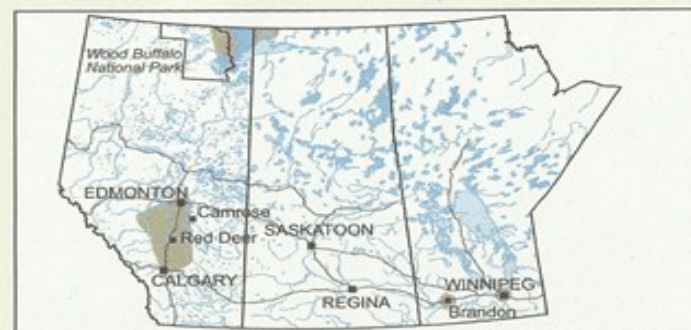 Wood Buffalo
National Park
EDMONTON
Camrose
Red Deer
SASKATOON
CALGARY
REGINA
WINNIPEG
Brandon